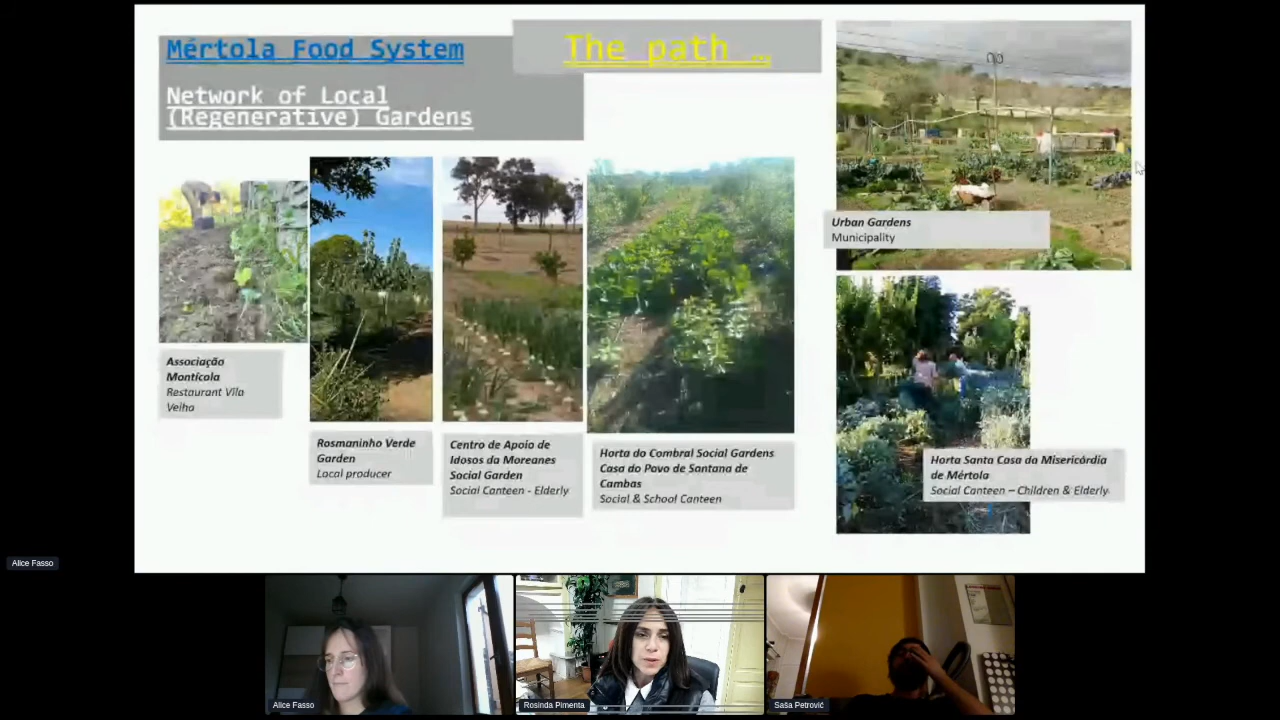 Mértola Food System
Network of Local
(Regenerative) Gardens
The path …
Associação
Montícola
Restaurant Vila
Velha
Rosmaninho Verde
Garden
Local producer
Centro de Apoio de
Idosos da Moreanes
Social Garden
Social Canteen - Elderly
Horta do Combral Social Gardens
Casa do Povo de Santana de
Cambas
Social & School Canteen
Urban Gardens
Municipality
Horta Santa Casa da Misericórdia
de Mértola
Social Canteen – Children & Elderly
Alice Fasso
Alice Fasso
Rosinda Pimenta
Saša Petrović